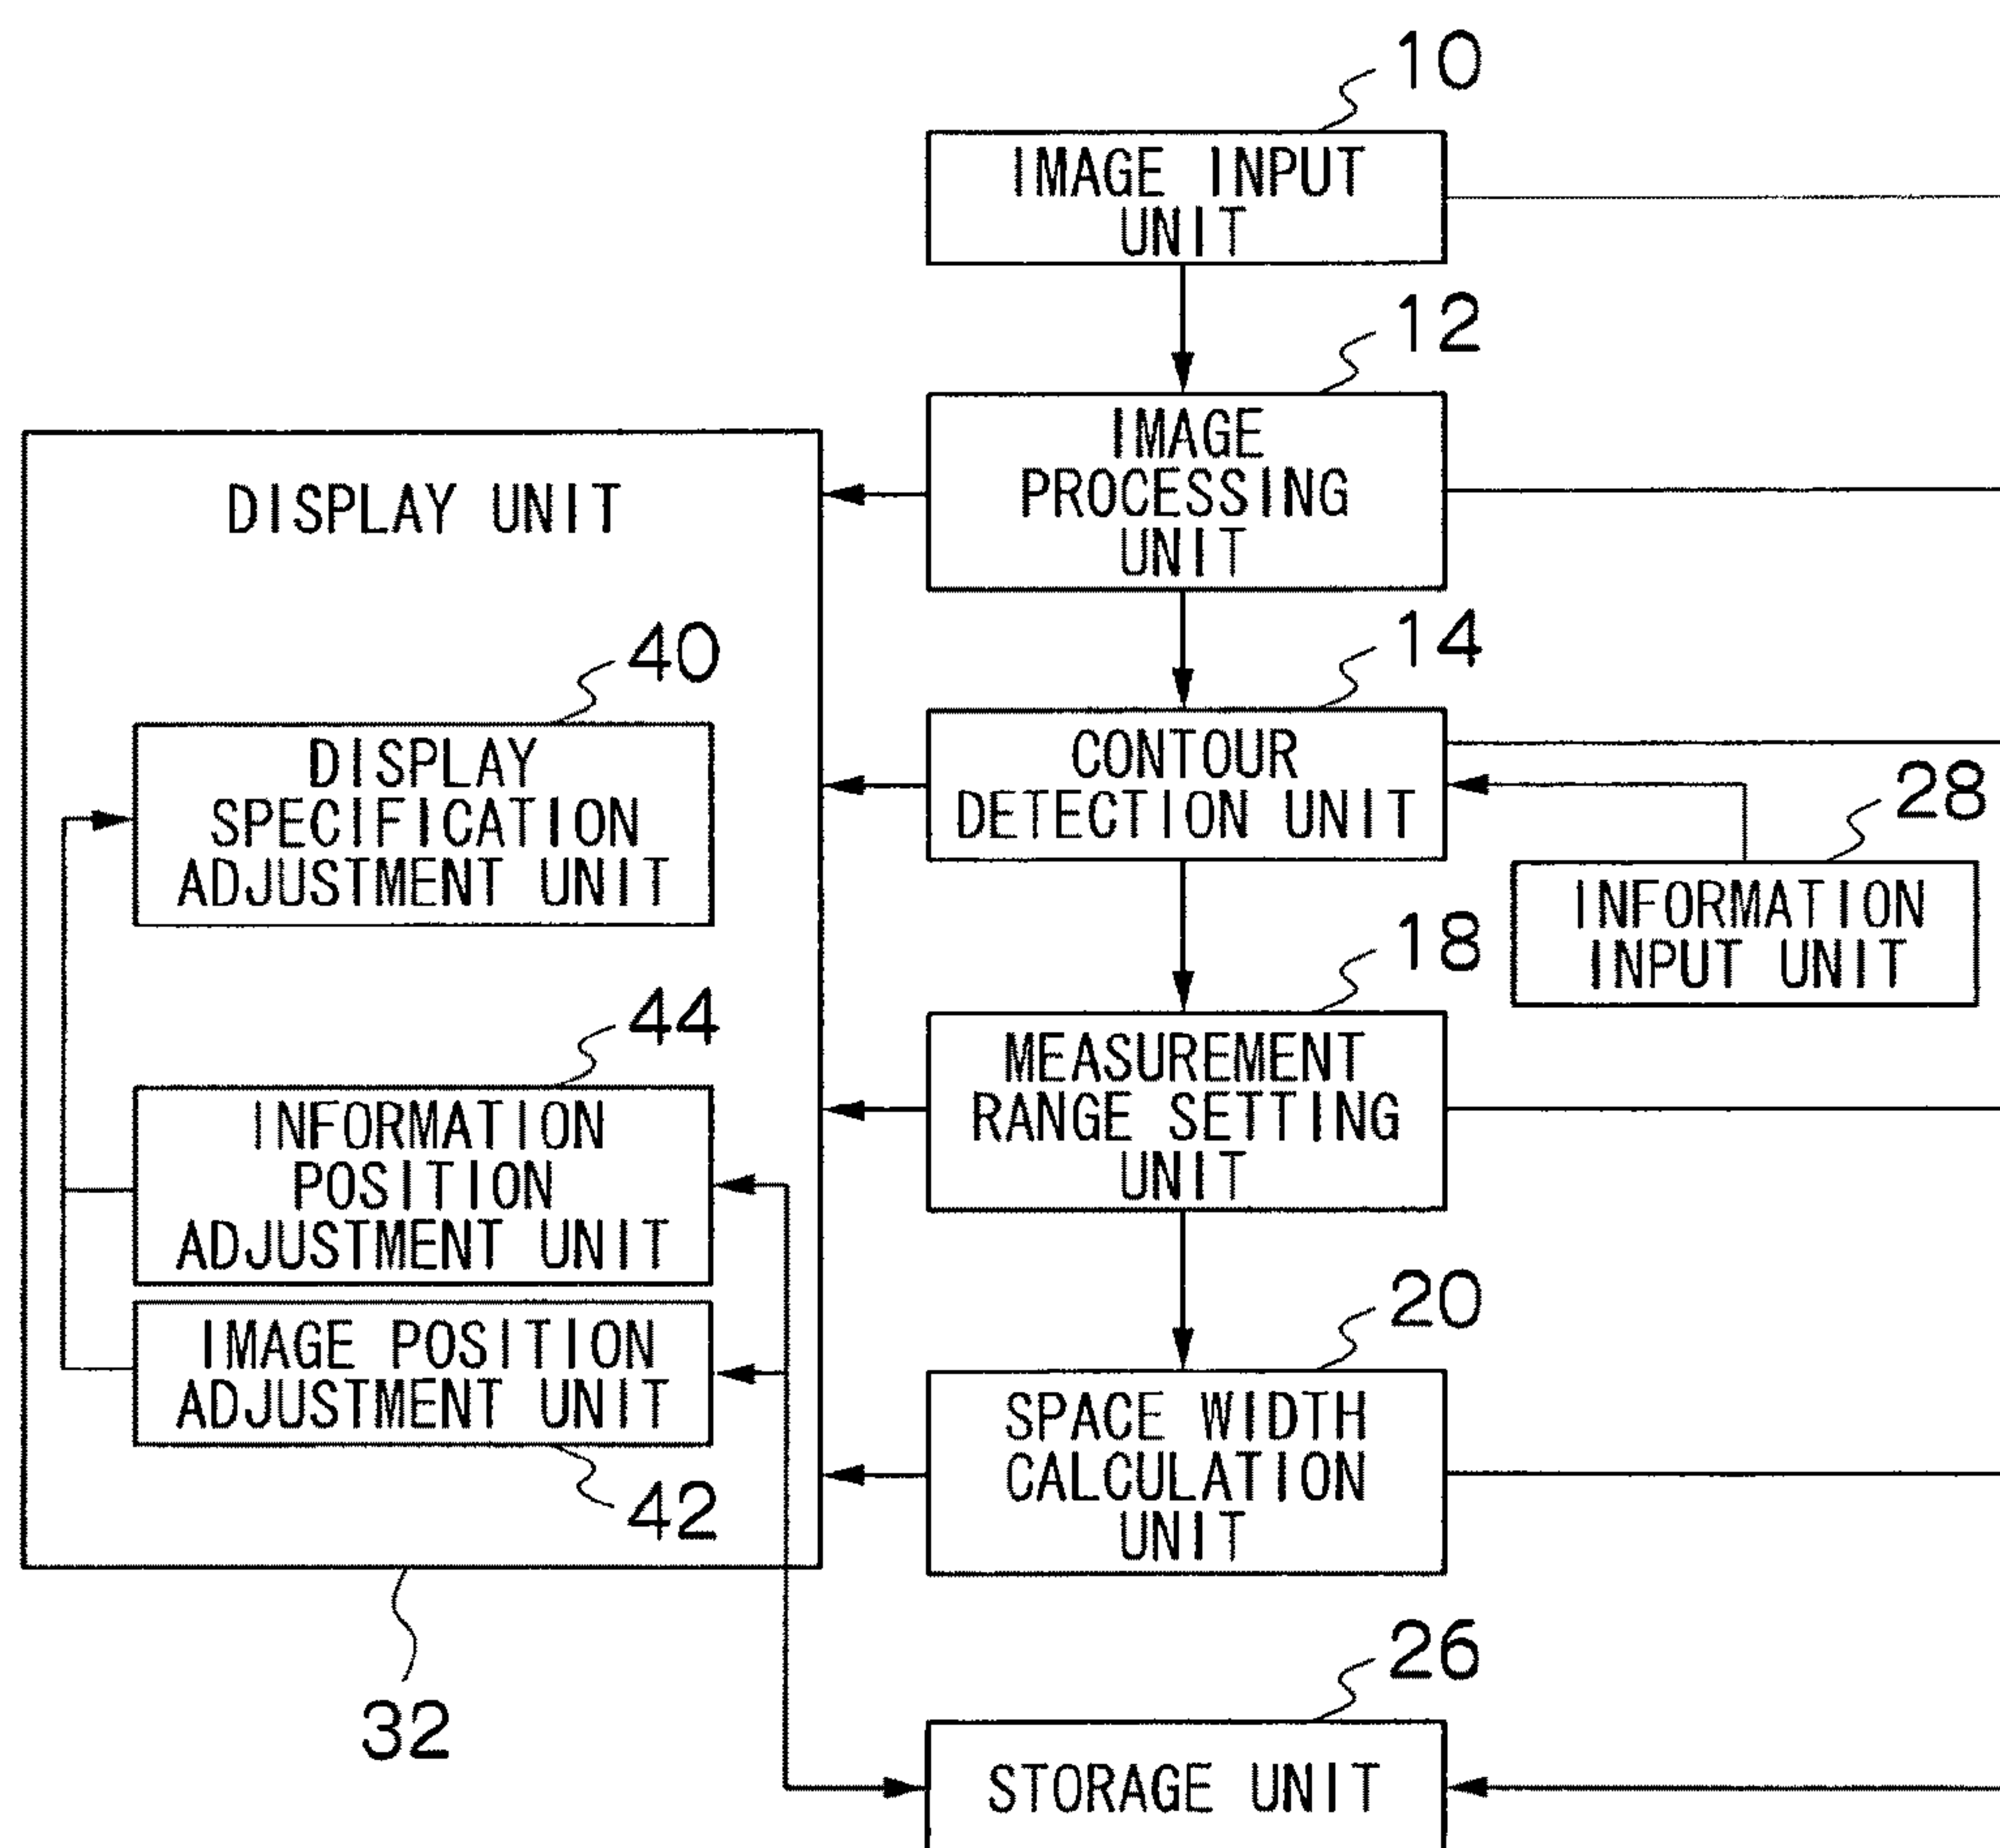 10
IMAGE INPUT
UNIT
12
IMAGE
PROCESSING
UNIT
DISPLAY UNIT
14
CONTOUR
DETECTION UNIT
40
DISPLAY
SPECIFICATION
ADJUSTMENT UNIT
28
INFORMATION
INPUT UNIT
18
MEASUREMENT
RANGE SETTING
UNIT
44
INFORMATION
POSITION
ADJUSTMENT UNIT
IMAGE POSITION
ADJUSTMENT UNIT
42
20
SPACE WIDTH
CALCULATION
UNIT
32
26
STORAGE UNIT